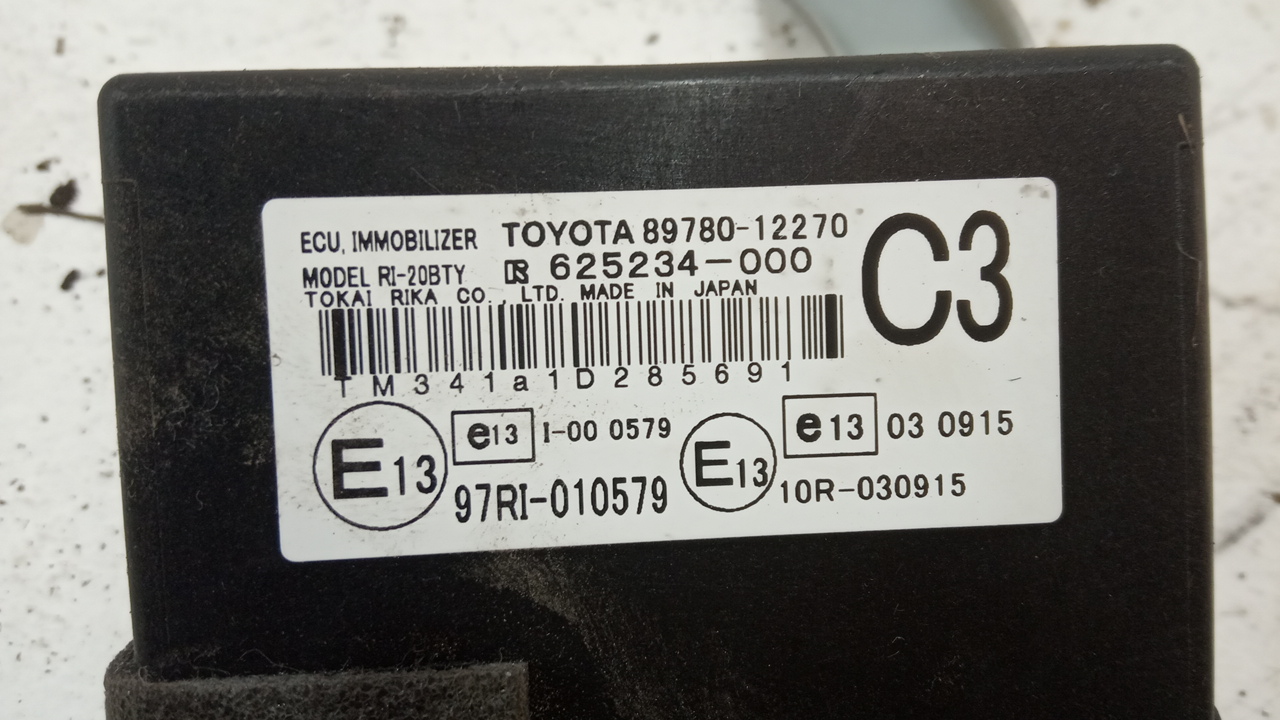 ECU, IMMOBILIZER TOYOTA 89780-12270
C3
MODEL RI-20BTY 625234-000
TOKAI RIKA CO., LTD. MADE IN JAPAN
TM341a1D285691
E13 e13 I-00 0579 E13 e13 03 0915
97RI-010579 10R-030915